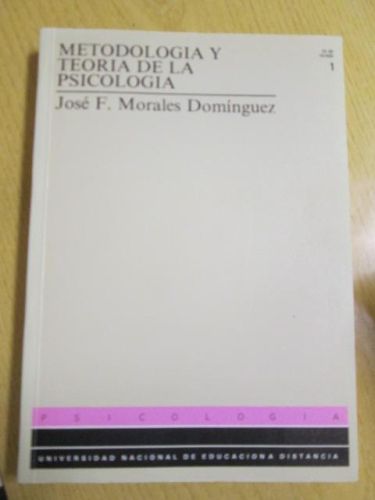 METODOLOGIA Y
TEORIA DE LA
PSICOLOGIA
José F. Morales Domínguez
1
PSICOLOGIA
UNIVERSIDAD NACIONAL DE EDUCACIONA DISTANCIA